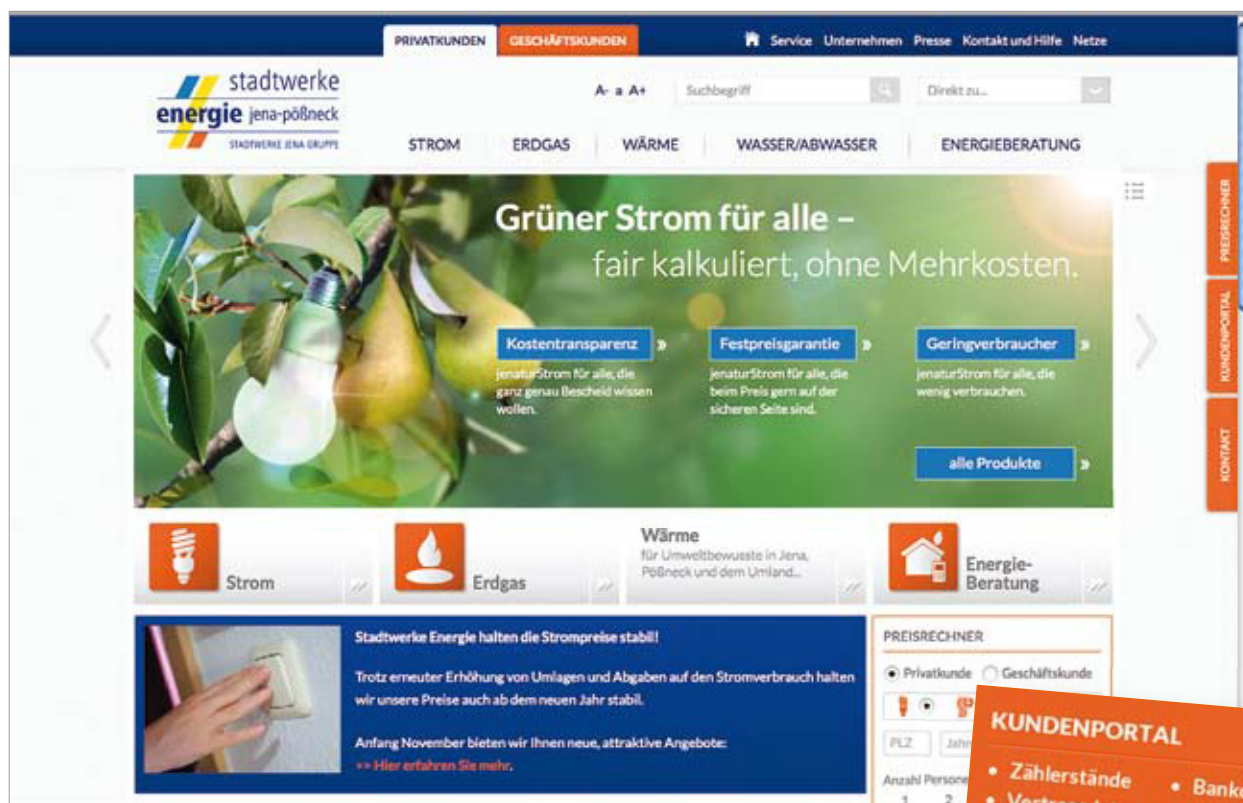 PRIVATKUNDEN
GESCHÄFTSKUNDEN
Service Unternehmen Presse Kontakt und Hilfe Netze
stadtwerke
energie jena-pößneck
STADTWERKE JENA GRUPPE
A- a A+
Suchbegriff
Direkt zu...
STROM
ERDGAS
WÄRME
WASSER/ABWASSER
ENERGIEBERATUNG
PREISRECHNER
KUNDENPORTAL
KONTAKT
Grüner Strom für alle –
fair kalkuliert, ohne Mehrkosten.
Kostentransparenz »
jenaturStrom für alle, die
ganz genau Bescheid wissen
wollen.
Festpreisgarantie »
jenaturStrom für alle, die
beim Preis gern auf der
sicheren Seite sind.
Geringverbraucher »
jenaturStrom für alle, die
wenig verbrauchen.
alle Produkte »
Strom
Erdgas
Wärme
für Umweltbewusste in Jena,
Pößneck und dem Umland...
Energie-
Beratung
Stadtwerke Energie halten die Strompreise stabil!
Trotz erneuter Erhöhung von Umlagen und Abgaben auf den Stromverbrauch halten
wir unsere Preise auch ab dem neuen Jahr stabil.
Anfang November bieten wir Ihnen neue, attraktive Angebote:
>> Hier erfahren Sie mehr.
PREISRECHNER
Privatkunde
Geschäftskunde
PLZ
Jahr
Anzahl Persone
1 2
KUNDENPORTAL
• Zählerstände
• Bank